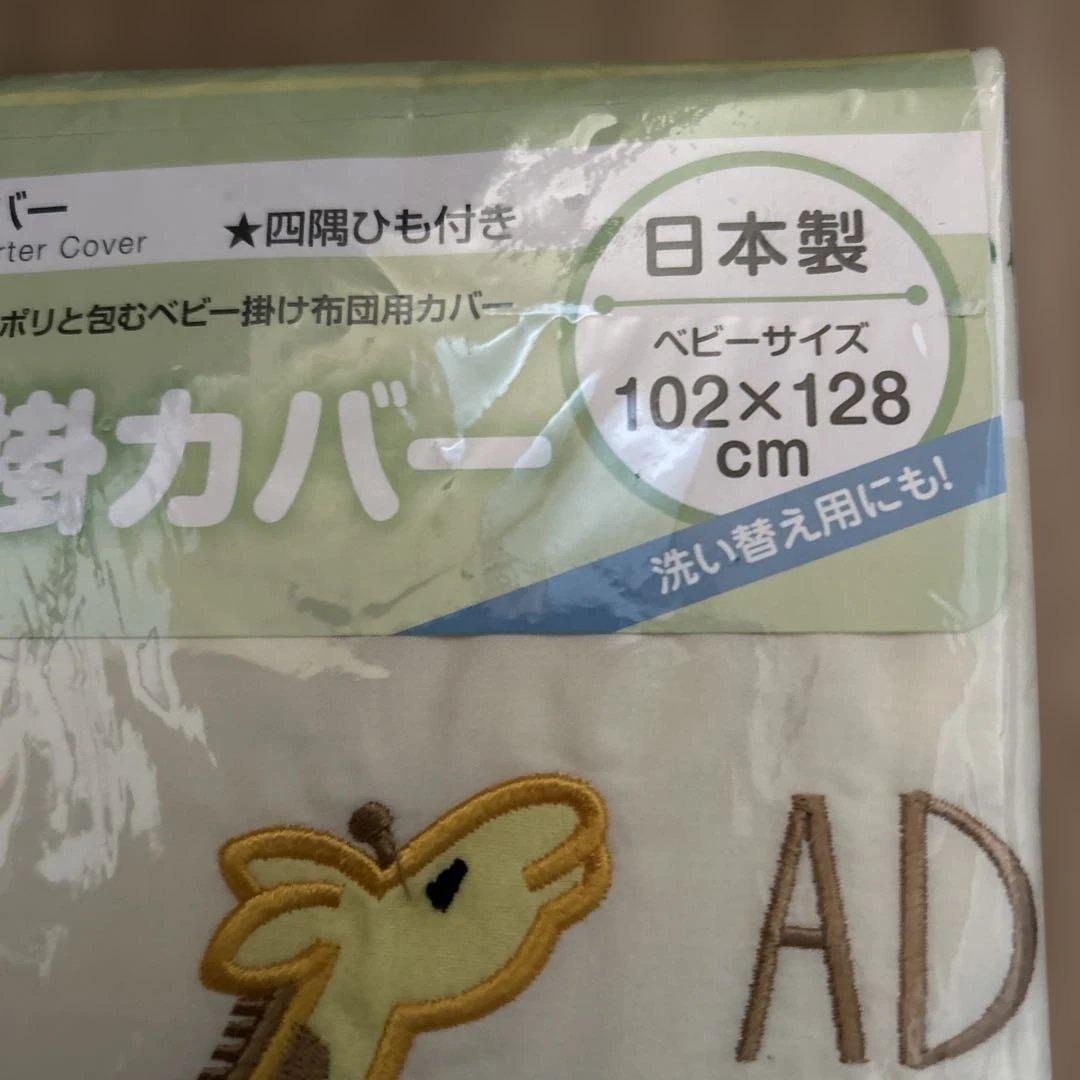 バー
rter Cover
★四隅ひも付き
ポリと包むベビー掛け布団用カバー
掛カバー
日本製
ベビーサイズ
102×128
cm
洗い替え用にも!
AD